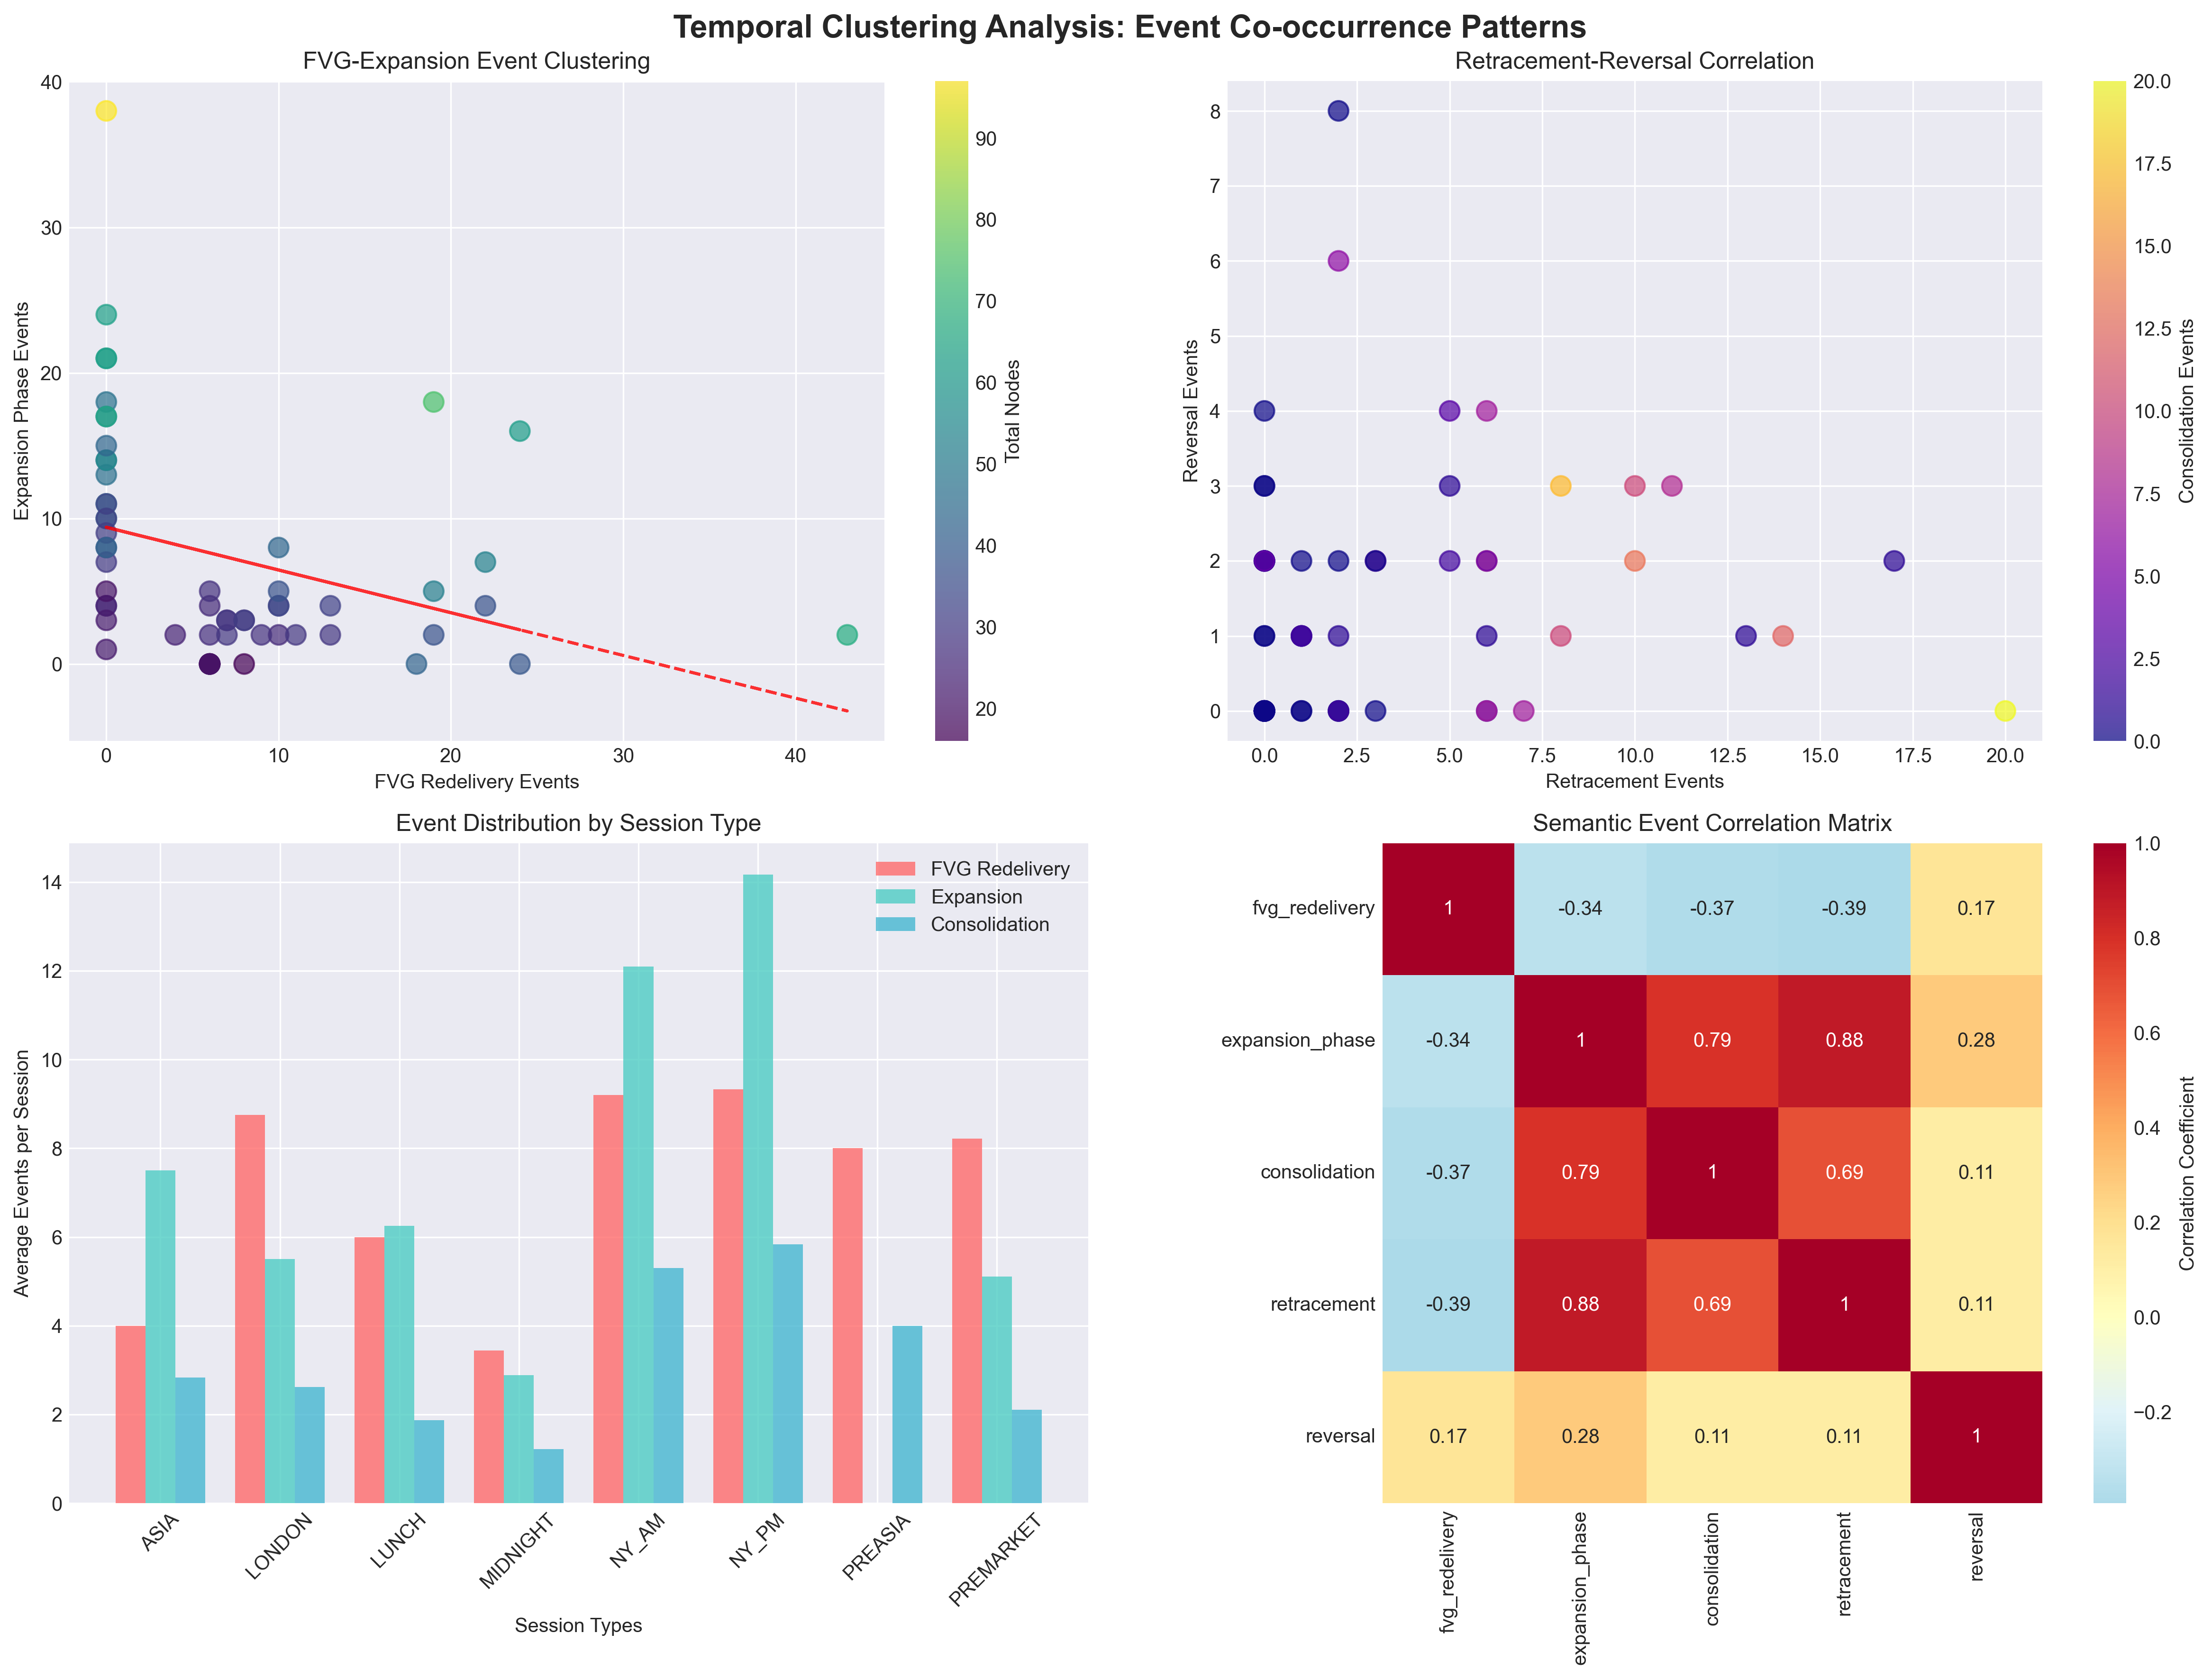 Temporal Clustering Analysis: Event Co-occurrence Patterns
FVG-Expansion Event Clustering
40
30
20
10
0
Expansion Phase Events
0 10 20 30 40
FVG Redelivery Events
90
80
70
60
50
40
30
20
Total Nodes
Retracement-Reversal Correlation
8
7
6
5
4
3
2
1
0
Reversal Events
0.0 2.5 5.0 7.5 10.0 12.5 15.0 17.5 20.0
Retracement Events
20.0
17.5
15.0
12.5
10.0
7.5
5.0
2.5
0.0
Consolidation Events
Event Distribution by Session Type
FVG Redelivery
Expansion
Consolidation
14
12
10
8
6
4
2
0
Average Events per Session
ASIA LONDON LUNCH MIDNIGHT NY_AM NY_PM PREASIA PREMARKET
Session Types
Semantic Event Correlation Matrix
fvg_redelivery 1 -0.34 -0.37 -0.39 0.17
expansion_phase -0.34 1 0.79 0.88 0.28
consolidation -0.37 0.79 1 0.69 0.11
retracement -0.39 0.88 0.69 1 0.11
reversal 0.17 0.28 0.11 0.11 1
fvg_redelivery expansion_phase consolidation retracement reversal
1.0
0.8
0.6
0.4
0.2
0.0
−0.2
Correlation Coefficient